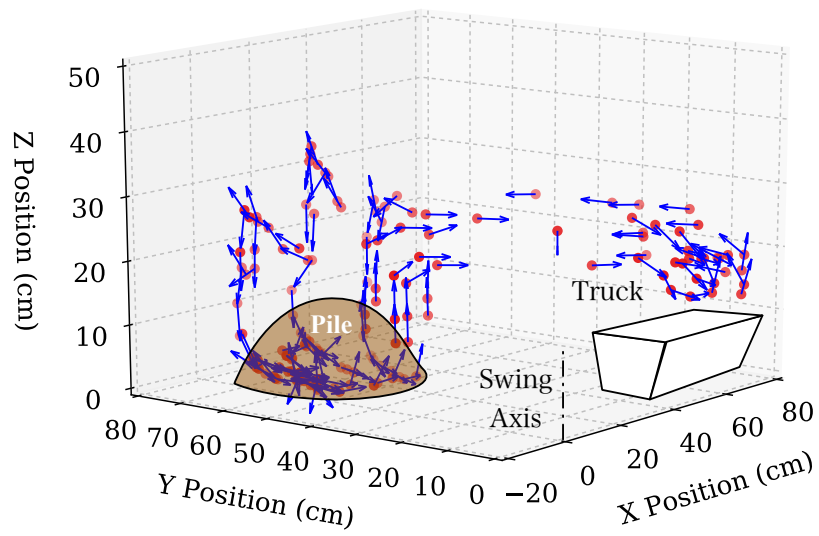 50
40
30
20
10
0
Z Position (cm)
Pile
Truck
Swing
Axis
80 70 60 50 40 30 20 10 0
Y Position (cm)
−20 0 20 40 60 80
X Position (cm)